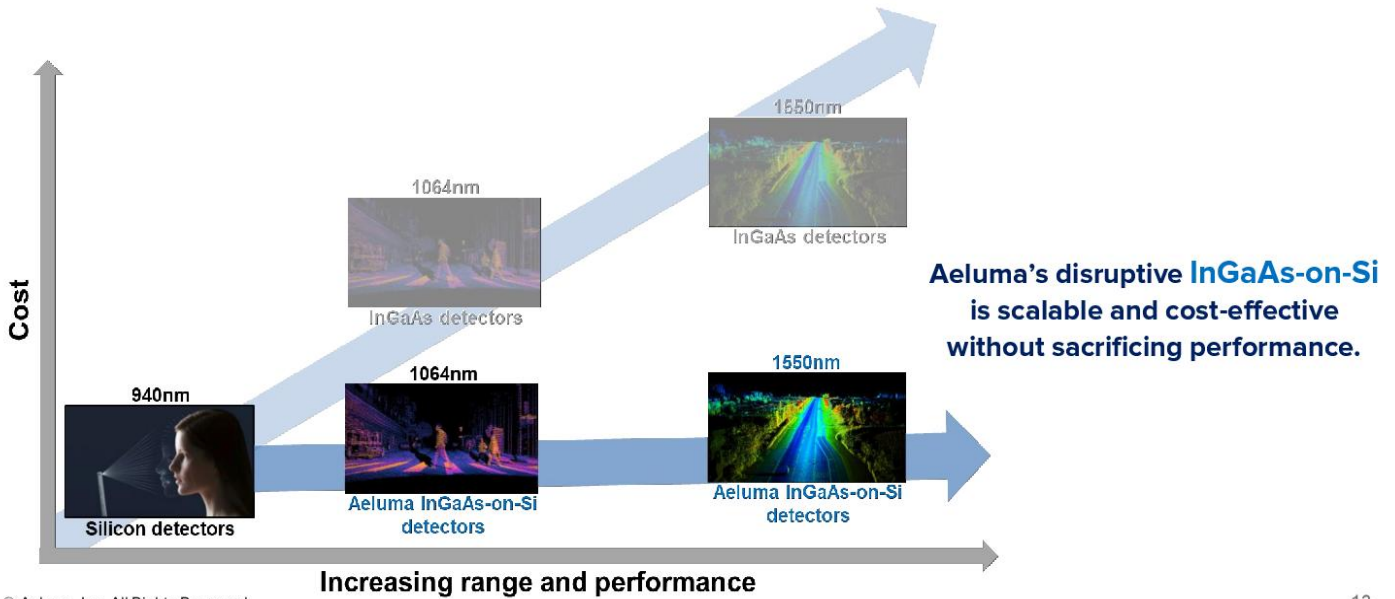 1550nm
InGaAs detectors
1064nm
InGaAs detectors
Aeluma's disruptive InGaAs-on-Si
is scalable and cost-effective
without sacrificing performance.
Cost
940nm
Silicon detectors
1064nm
Aeluma InGaAs-on-Si
detectors
1550nm
Aeluma InGaAs-on-Si
detectors
Increasing range and performance